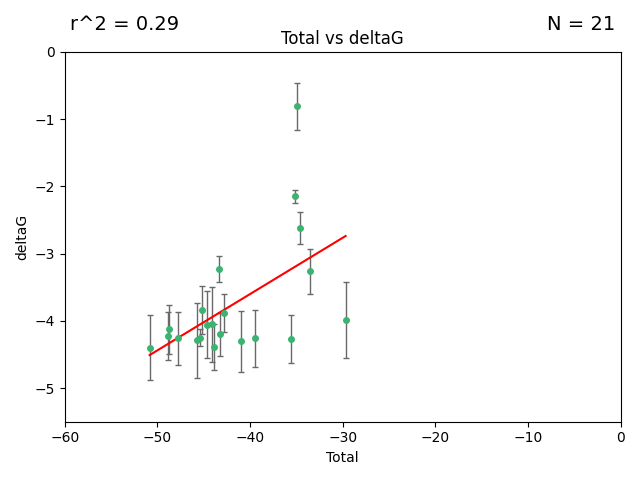 r^2 = 0.29
N = 21
Total vs deltaG
0
−1
−2
−3
−4
−5
deltaG
−60
−50
−40
−30
−20
−10
0
Total